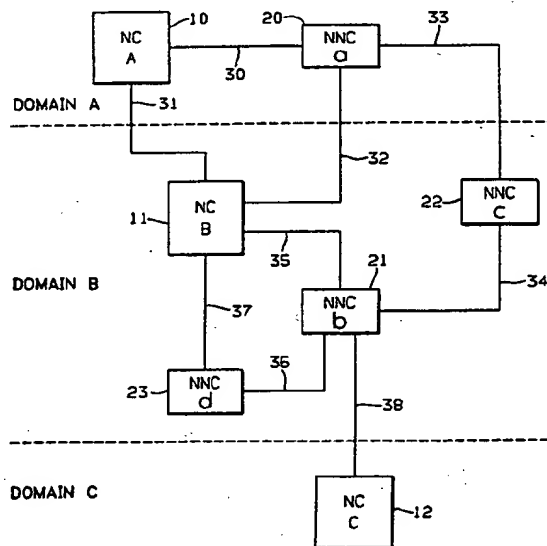 10
NC
A
20
NNC
a
33
30
31
DOMAIN A
32
NC
B
11
22
NNC
C
35
21
34
DOMAIN B
NNC
b
37
36
23
NNC
d
38
DOMAIN C
NC
C
12